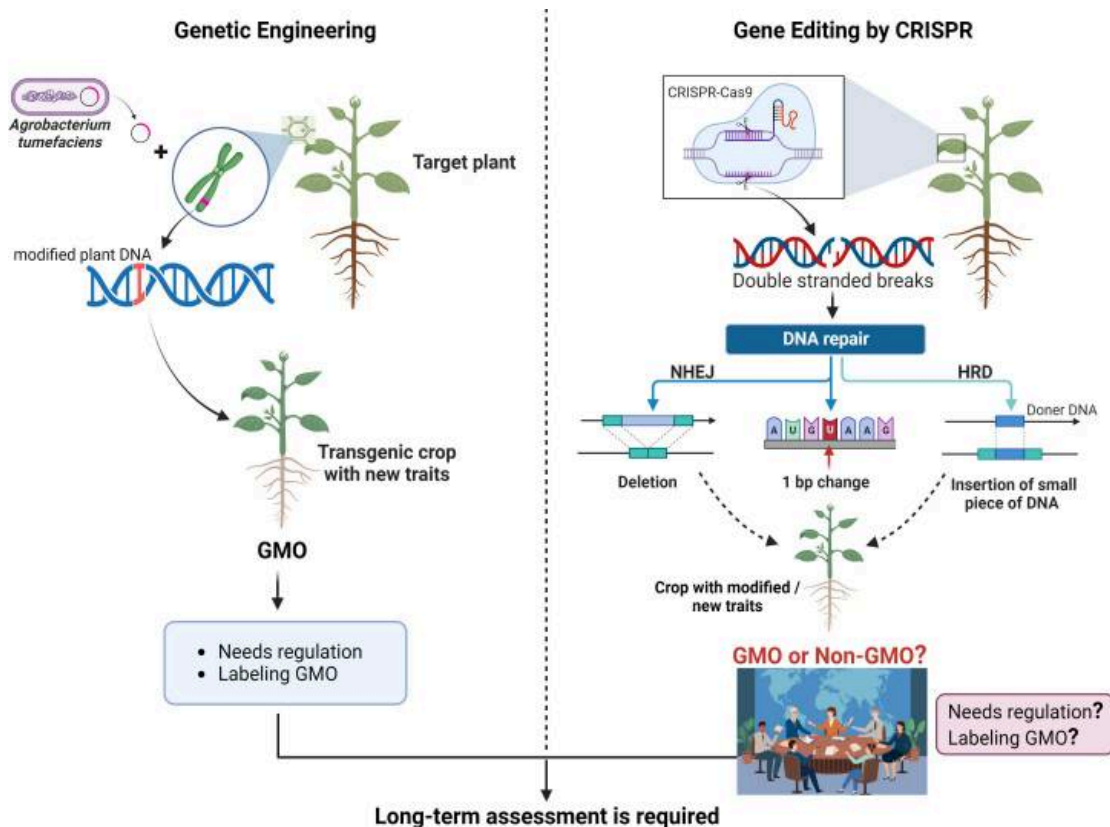 Genetic Engineering
Agrobacterium
tumefaciens
+
Target plant
modified plant DNA
Transgenic crop
with new traits
GMO
• Needs regulation
• Labeling GMO
Gene Editing by CRISPR
CRISPR-Cas9
Double stranded breaks
DNA repair
NHEJ
HRD
Doner DNA
A U G U A A G
Deletion
1 bp change
Insertion of small
piece of DNA
Crop with modified /
new traits
GMO or Non-GMO?
Needs regulation?
Labeling GMO?
Long-term assessment is required